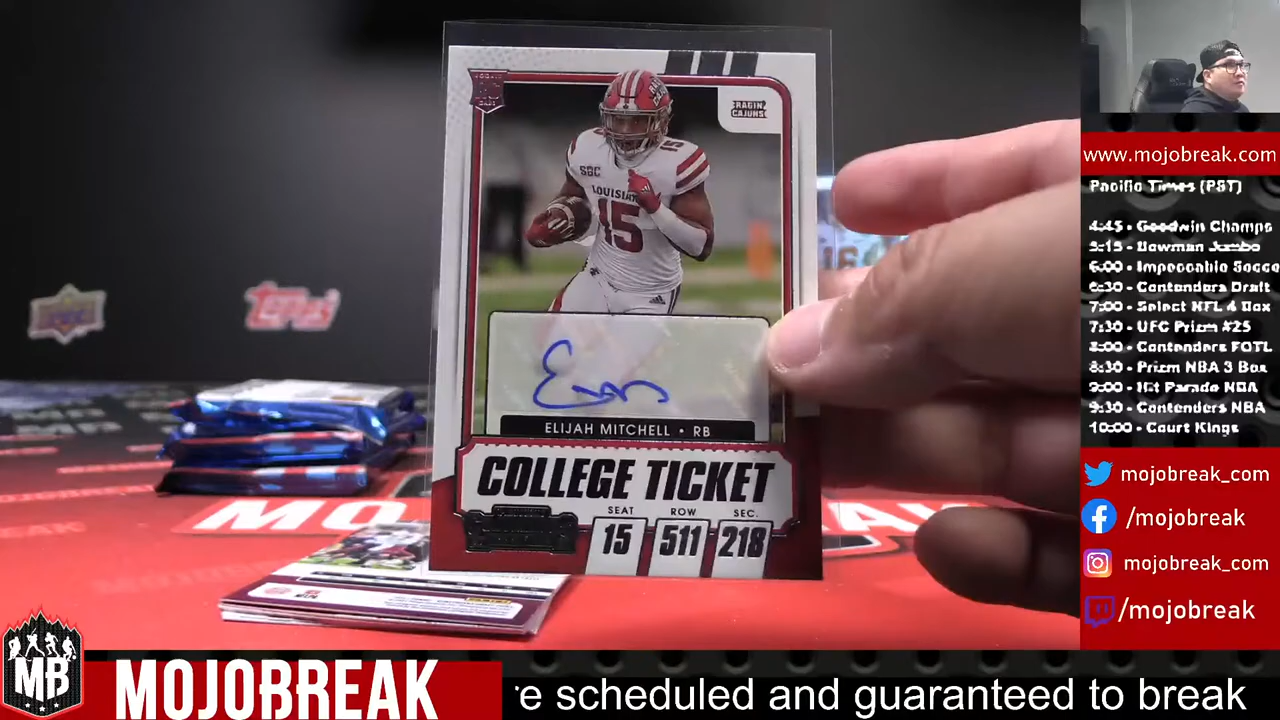 RAGIN
CAJUNS
15
SBC
LOUISIANA
15
ELIJAH MITCHELL • RB
COLLEGE TICKET
SEAT ROW SEC.
15 511 218
topps
www.mojobreak.com
Pacific Times (PST)
4:45 - Goodwin Champs
5:15 - Bowman Jumbo
6:00 - Impeccable Socce
6:30 - Contenders Draft
7:00 - Select NFL 4 Box
7:30 - UFC Prizm #25
8:00 - Contenders FOTL
8:30 - Prizm NBA 3 Box
9:00 - Hit Parade NBA
9:30 - Contenders NBA
10:00 - Court Kings
mojobreak_com
/mojobreak
mojobreak_com
/mojobreak
MB
MOJOBREAK
e scheduled and guaranteed to break